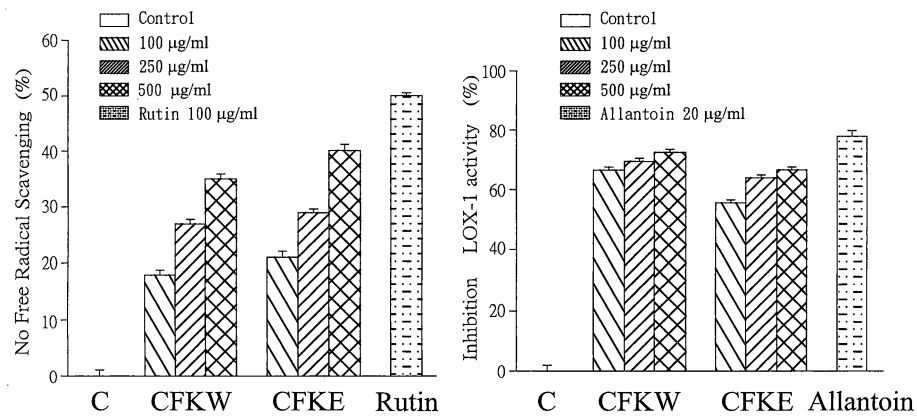 Control
100 µg/ml
250 µg/ml
500 µg/ml
Rutin 100 µg/ml
No Free Radical Scavenging (%)
60
50
40
30
20
10
0
C CFKW CFKE Rutin
Control
100 µg/ml
250 µg/ml
500 µg/ml
Allantoin 20 µg/ml
Inhibition LOX-1 activity (%)
100
80
60
40
20
0
C CFKW CFKE Allantoin